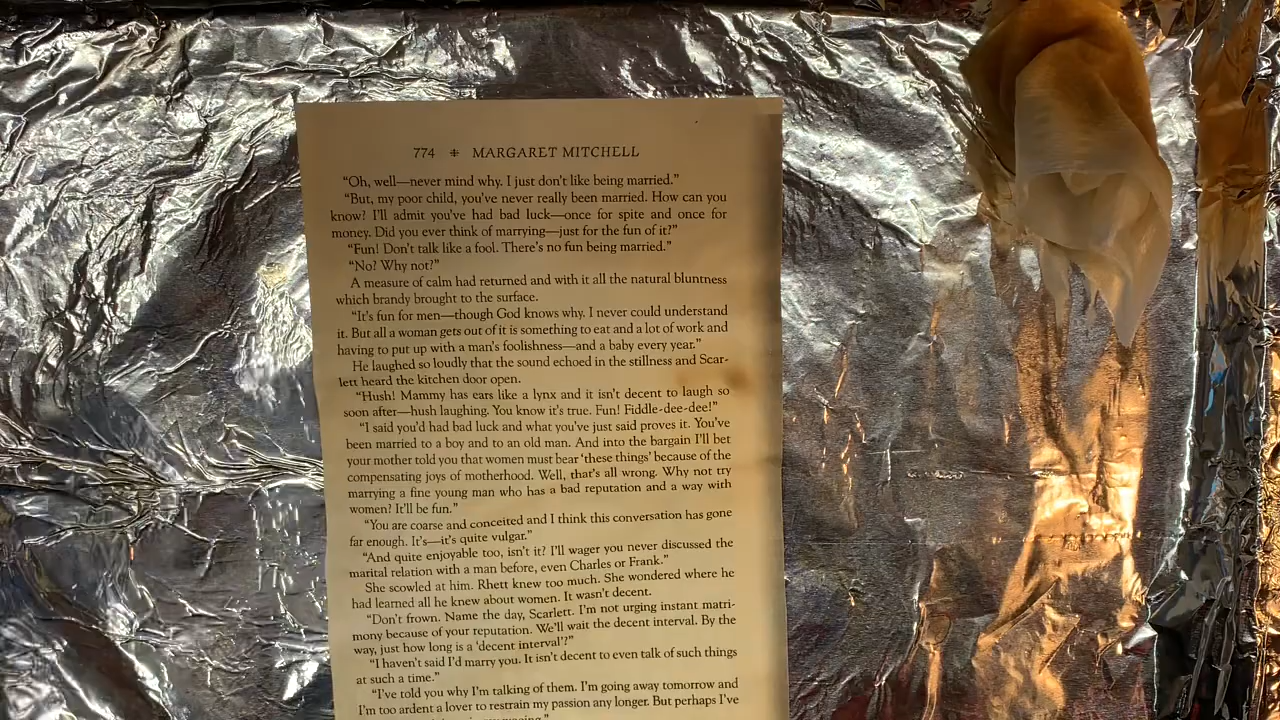 774 ✢ MARGARET MITCHELL
“Oh, well—never mind why. I just don't like being married.”
“But, my poor child, you've never really been married. How can you
know? I'll admit you've had bad luck—once for spite and once for
money. Did you ever think of marrying—just for the fun of it?”
“Fun! Don't talk like a fool. There's no fun being married.”
“No? Why not?”
A measure of calm had returned and with it all the natural bluntness
which brandy brought to the surface.
“It's fun for men—though God knows why. I never could understand
it. But all a woman gets out of it is something to eat and a lot of work and
having to put up with a man's foolishness—and a baby every year.”
He laughed so loudly that the sound echoed in the stillness and Scar-
lett heard the kitchen door open.
“Hush! Mammy has ears like a lynx and it isn't decent to laugh so
soon after—hush laughing. You know it's true. Fun! Fiddle-dee-dee!”
“I said you'd had bad luck and what you've just said proves it. You've
been married to a boy and to an old man. And into the bargain I'll bet
your mother told you that women must bear ‘these things’ because of the
compensating joys of motherhood. Well, that's all wrong. Why not try
marrying a fine young man who has a bad reputation and a way with
women? It'll be fun.”
“You are coarse and conceited and I think this conversation has gone
far enough. It's—it's quite vulgar.”
“And quite enjoyable too, isn't it? I'll wager you never discussed the
marital relation with a man before, even Charles or Frank.”
She scowled at him. Rhett knew too much. She wondered where he
had learned all he knew about women. It wasn't decent.
“Don't frown. Name the day, Scarlett. I'm not urging instant matri-
mony because of your reputation. We'll wait the decent interval. By the
way, just how long is a ‘decent interval’?”
“I haven't said I'd marry you. It isn't decent to even talk of such things
at such a time.”
“I've told you why I'm talking of them. I'm going away tomorrow and
I'm too ardent a lover to restrain my passion any longer. But perhaps I've